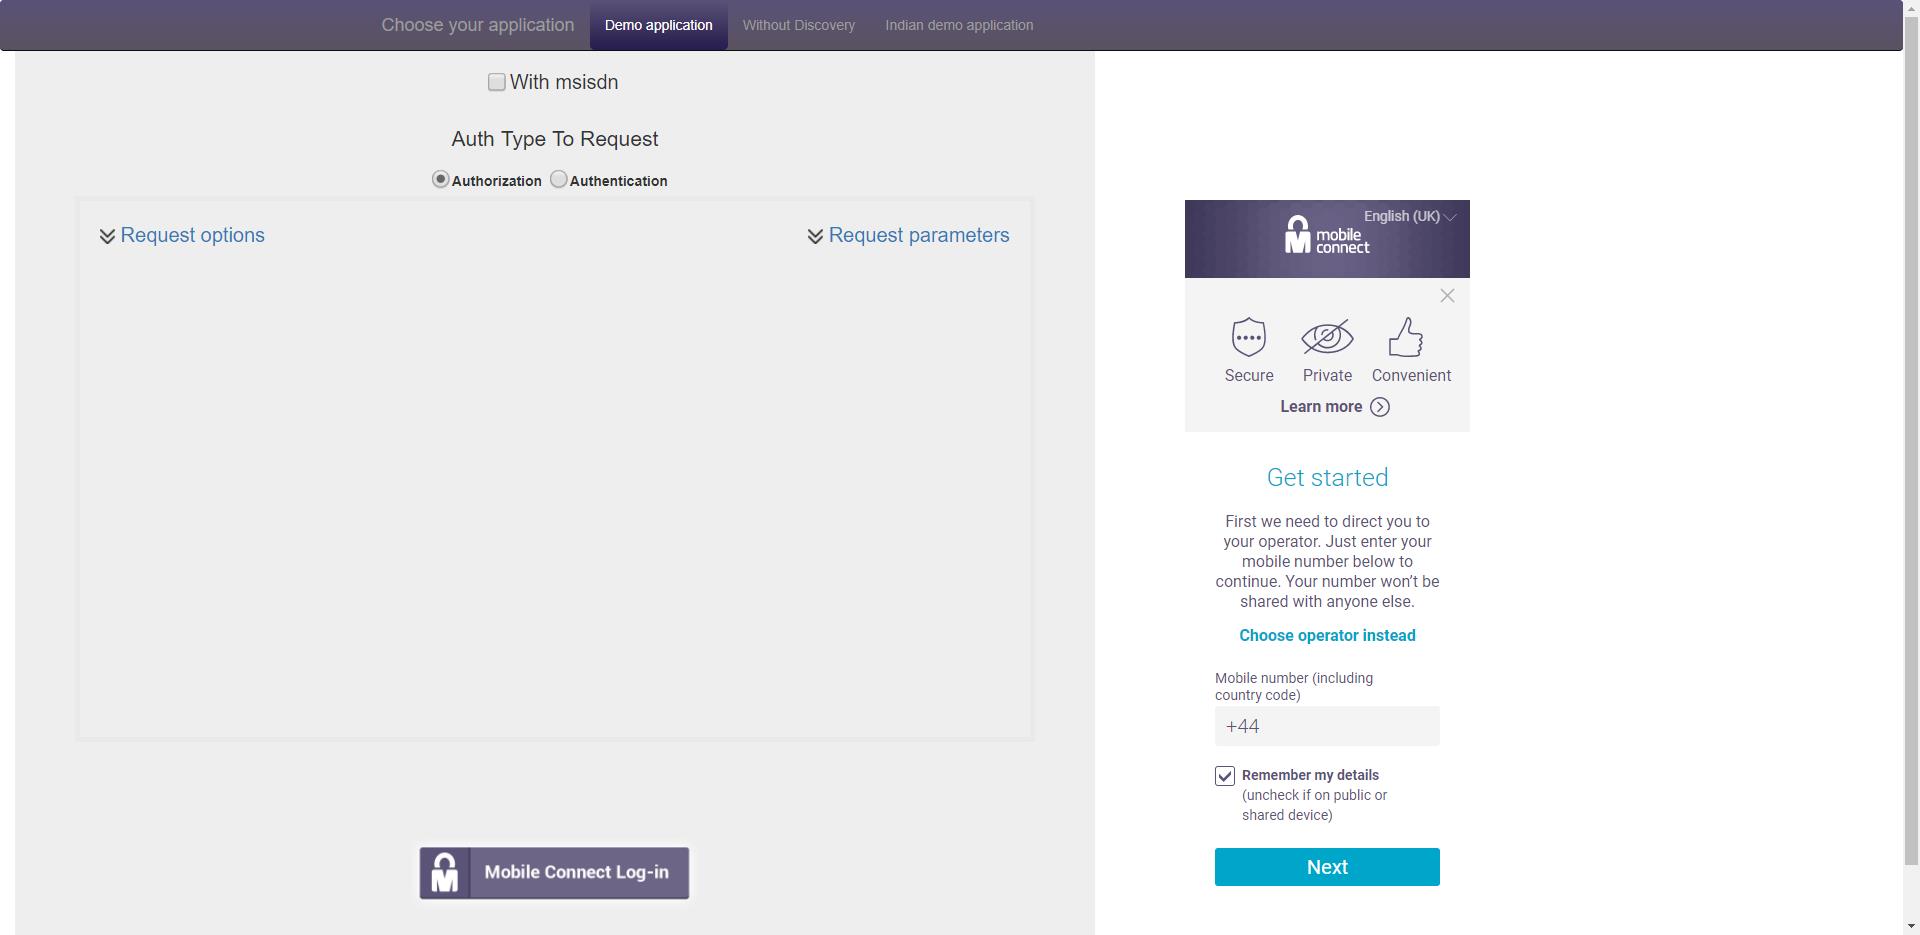 Choose your application Demo application Without Discovery Indian demo application
With msisdn
Auth Type To Request
Authorization Authentication
Request options Request parameters
Mobile Connect Log-in
English (UK)
mobile
connect
Secure Private Convenient
Learn more
Get started
First we need to direct you to
your operator. Just enter your
mobile number below to
continue. Your number won’t be
shared with anyone else.
Choose operator instead
Mobile number (including
country code)
+44
Remember my details
(uncheck if on public or
shared device)
Next